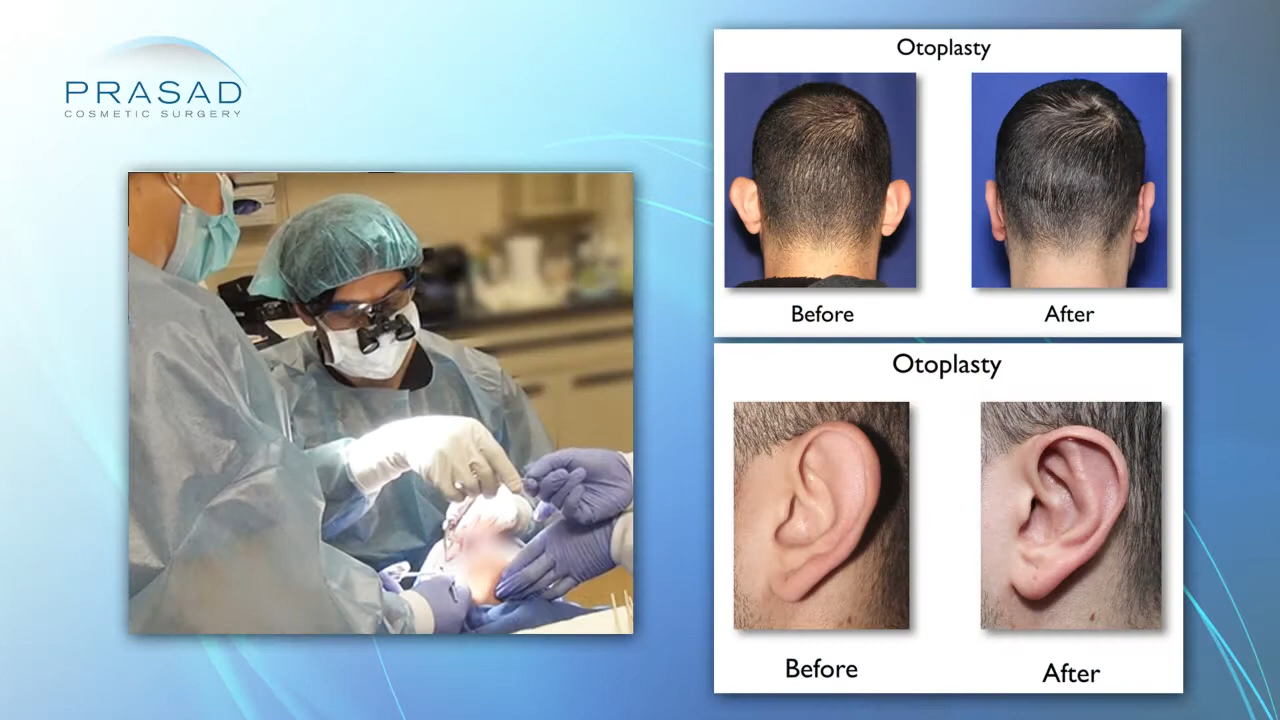 PRASAD
COSMETIC SURGERY
Otoplasty
Before
After
Otoplasty
Before
After